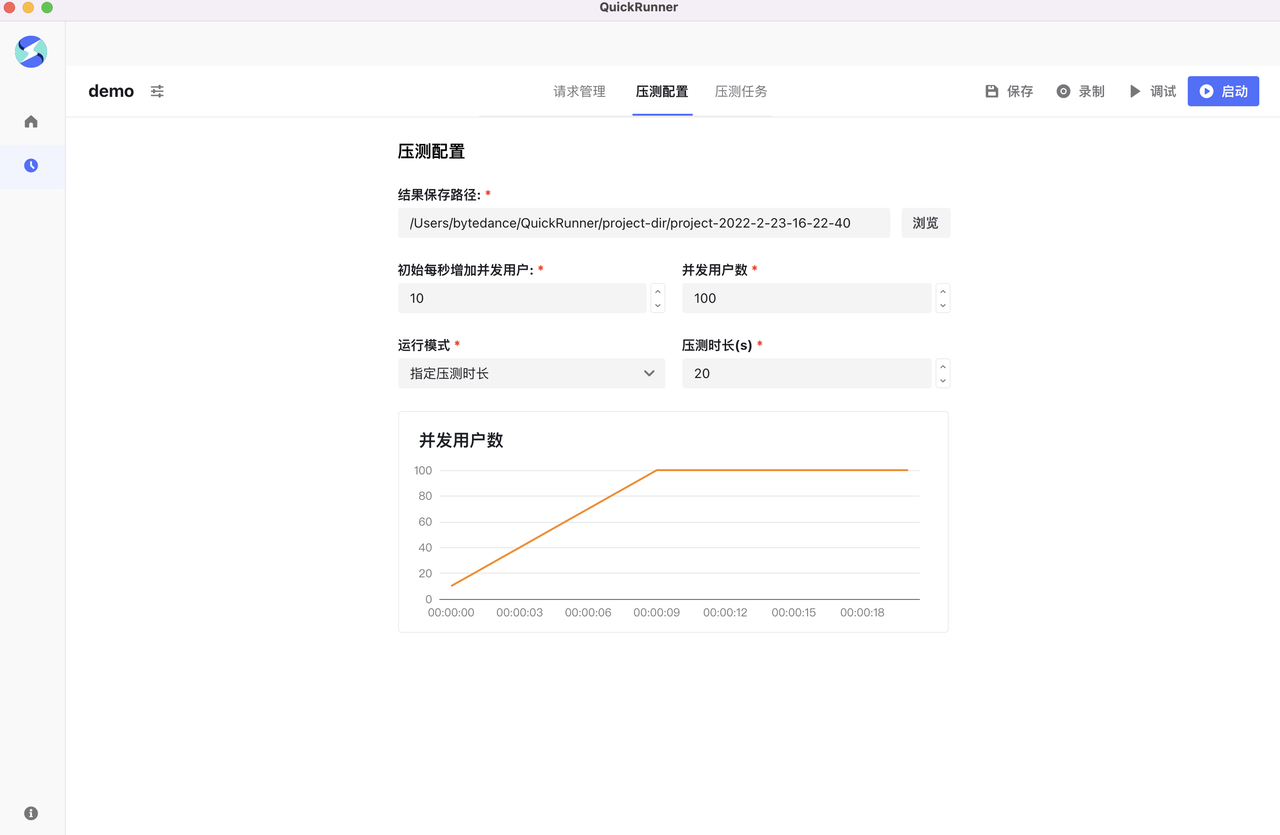 QuickRunner
demo 请求管理 压测配置 压测任务 保存 录制 调试 启动
压测配置
结果保存路径: *
/Users/bytedance/QuickRunner/project-dir/project-2022-2-23-16-22-40 浏览
初始每秒增加并发用户: * 并发用户数 *
10 100
运行模式 * 压测时长(s) *
指定压测时长 20
并发用户数
100
80
60
40
20
0
00:00:00 00:00:03 00:00:06 00:00:09 00:00:12 00:00:15 00:00:18